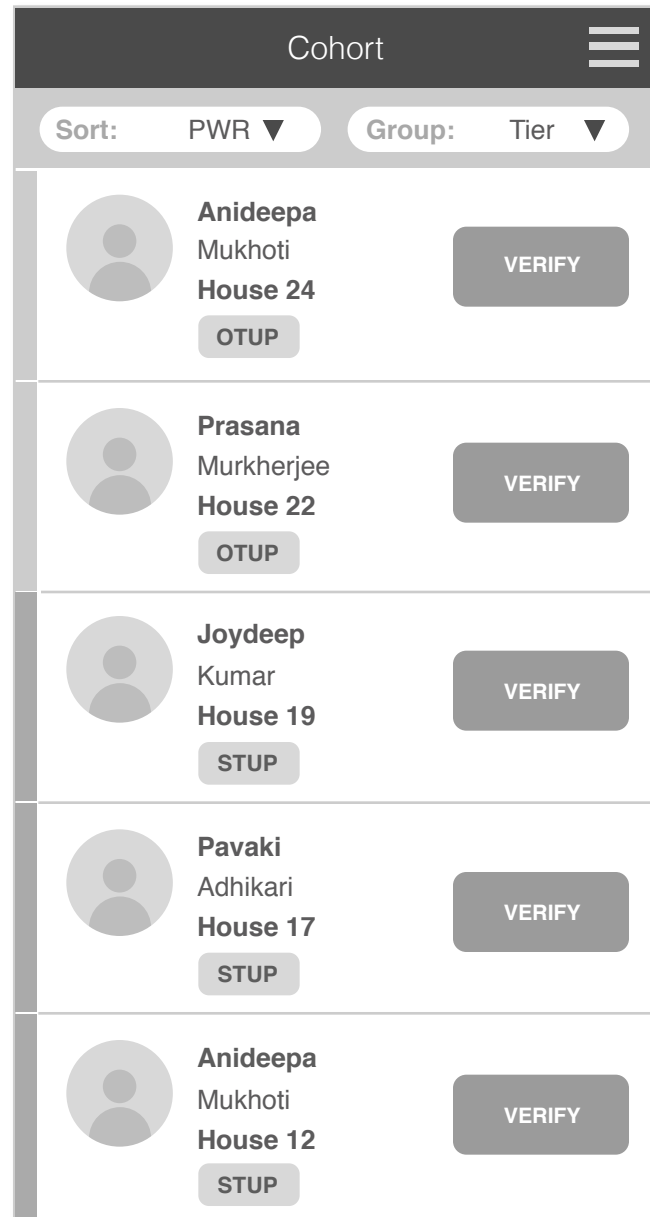 Cohort
Sort: PWR ▼ Group: Tier ▼
Anideepa
Mukhoti
House 24
OTUP
VERIFY
Prasana
Murkherjee
House 22
OTUP
VERIFY
Joydeep
Kumar
House 19
STUP
VERIFY
Pavaki
Adhikari
House 17
STUP
VERIFY
Anideepa
Mukhoti
House 12
STUP
VERIFY